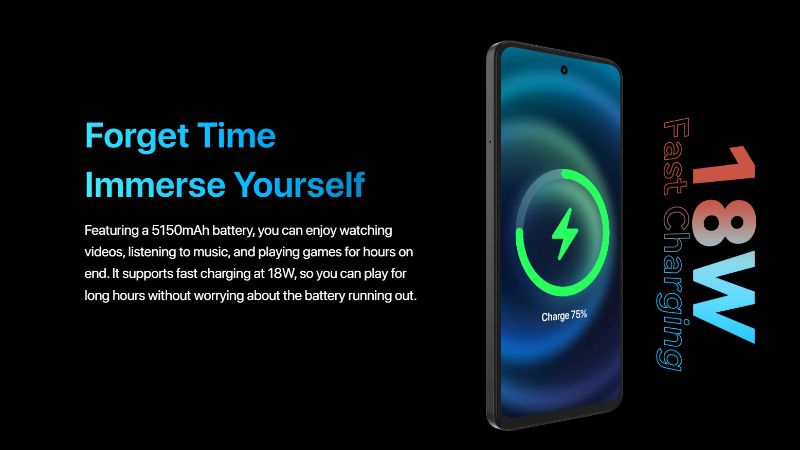 Forget Time
Immerse Yourself
Featuring a 5150mAh battery, you can enjoy watching
videos, listening to music, and playing games for hours on
end. It supports fast charging at 18W, so you can play for
long hours without worrying about the battery running out.
Charge 75%
18W
Fast Charging